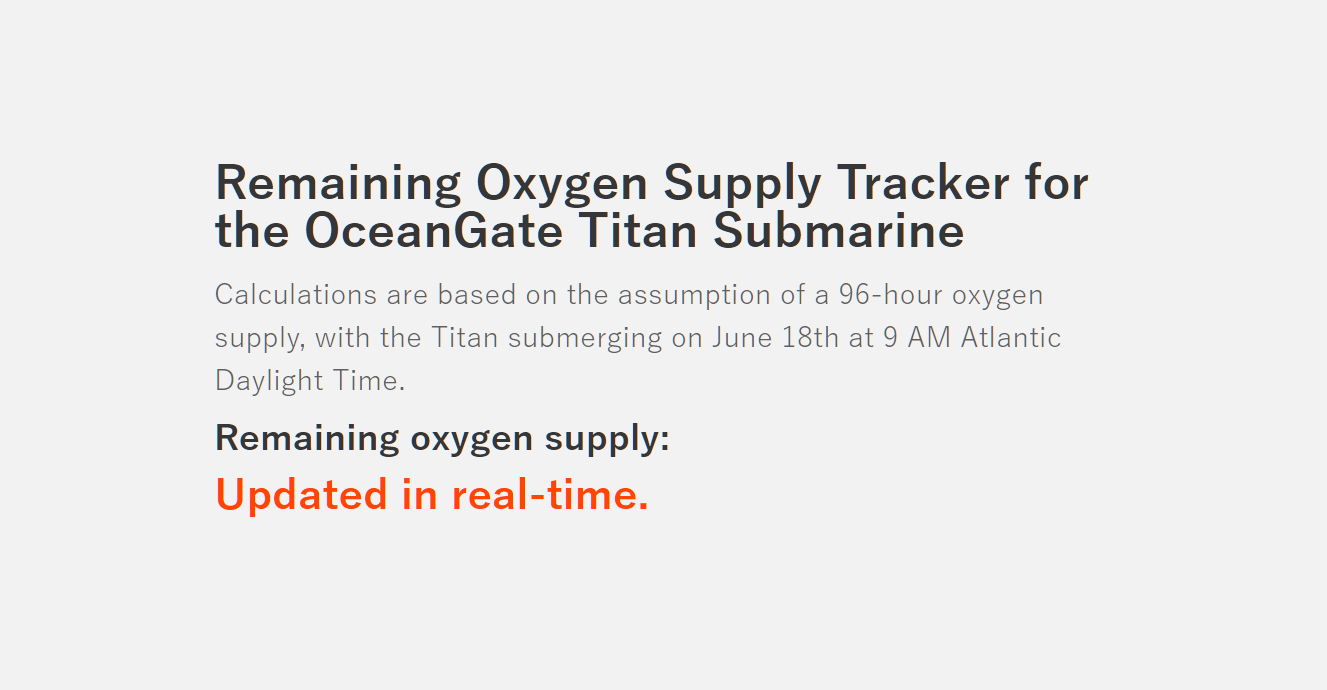 Remaining Oxygen Supply Tracker for
the OceanGate Titan Submarine
Calculations are based on the assumption of a 96-hour oxygen
supply, with the Titan submerging on June 18th at 9 AM Atlantic
Daylight Time.
Remaining oxygen supply:
Updated in real-time.